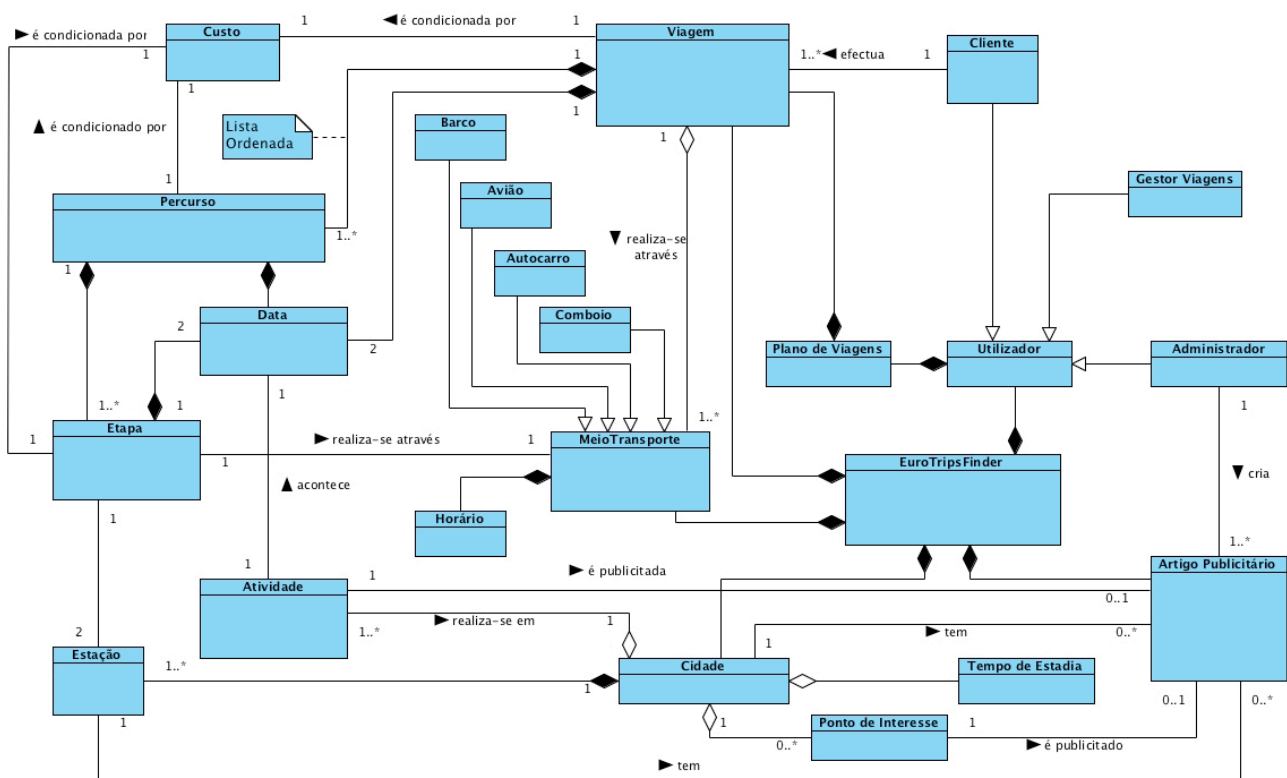 1
◄ é condicionada por
1
► é condicionada por
Custo
Viagem
Cliente
1
1
1
1..*
◄ efectua
1
1
1
▲ é condicionado por
Lista
Ordenada
Barco
1
Gestor Viagens
Avião
1
Percurso
1..*
▼ realiza-se
através
Autocarro
1
Data
Comboio
2
2
Plano de Viagens
Utilizador
Administrador
1
1..*
1
1
1..*
Etapa
1
► realiza-se através
1
MeioTransporte
1
EuroTripsFinder
▼ cria
▲ acontece
1
Horário
1..*
1
1
► é publicitada
Artigo Publicitário
Atividade
0..1
1..*
► realiza-se em
1
► tem
0..*
2
1
Estação
1..*
Cidade
Tempo de Estadia
1
0..1
0..*
1
1
Ponto de Interesse
1
0..*
► é publicitado
► tem